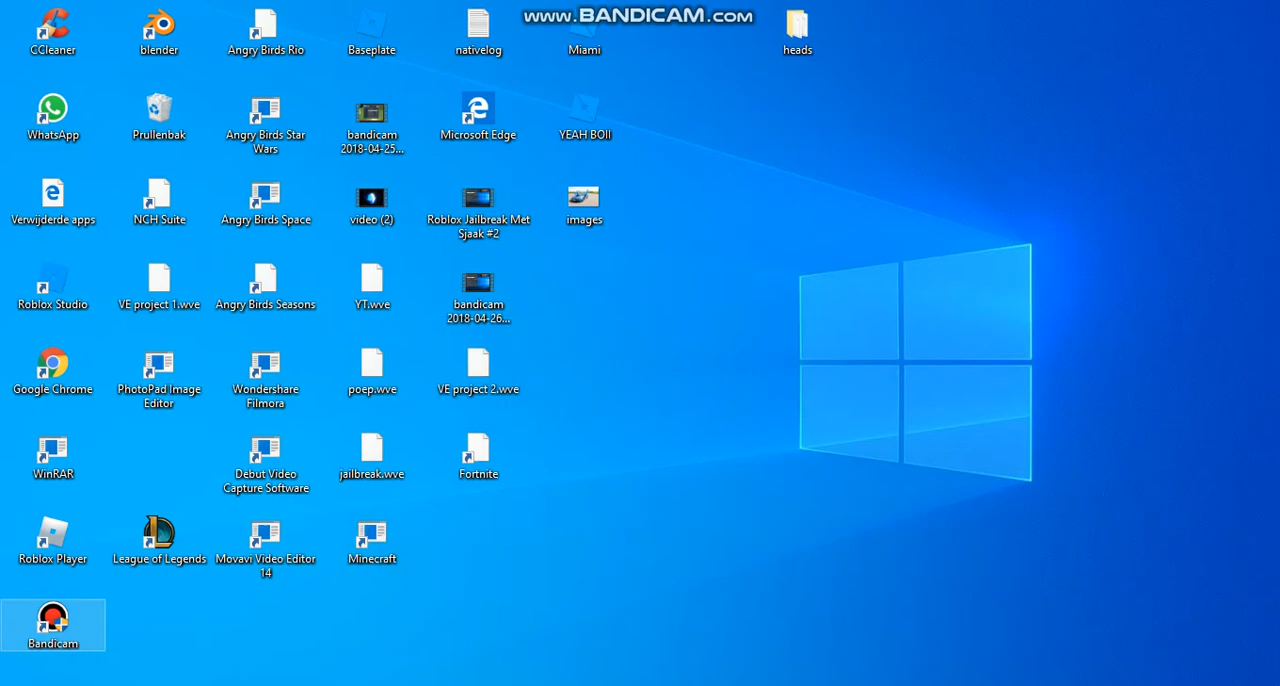 www.BANDICAM.com
CCleaner
blender
Angry Birds Rio
Baseplate
nativelog
Miami
heads
WhatsApp
Prullenbak
Angry Birds Star
Wars
bandicam
2018-04-25...
Microsoft Edge
YEAH BOII
Verwijderde apps
NCH Suite
Angry Birds Space
video (2)
Roblox Jailbreak Met
Sjaak #2
images
Roblox Studio
VE project 1.wve
Angry Birds Seasons
YT.wve
bandicam
2018-04-26...
Google Chrome
PhotoPad Image
Editor
Wondershare
Filmora
poep.wve
VE project 2.wve
WinRAR
Debut Video
Capture Software
jailbreak.wve
Fortnite
Roblox Player
League of Legends
Movavi Video Editor
14
Minecraft
Bandicam